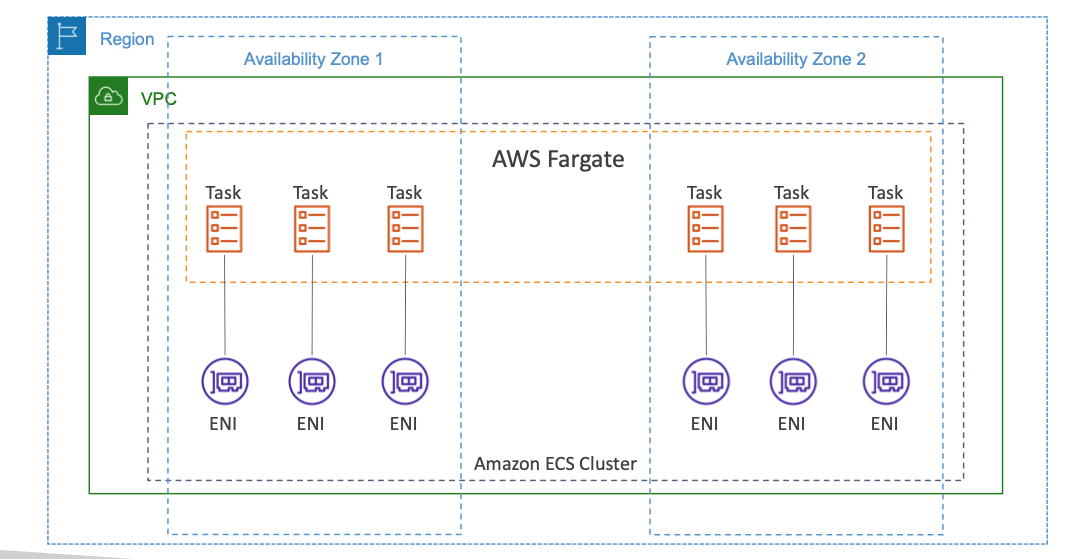 Region
Availability Zone 1
Availability Zone 2
VPC
AWS Fargate
Task Task Task Task Task Task
ENI ENI ENI ENI ENI ENI
Amazon ECS Cluster